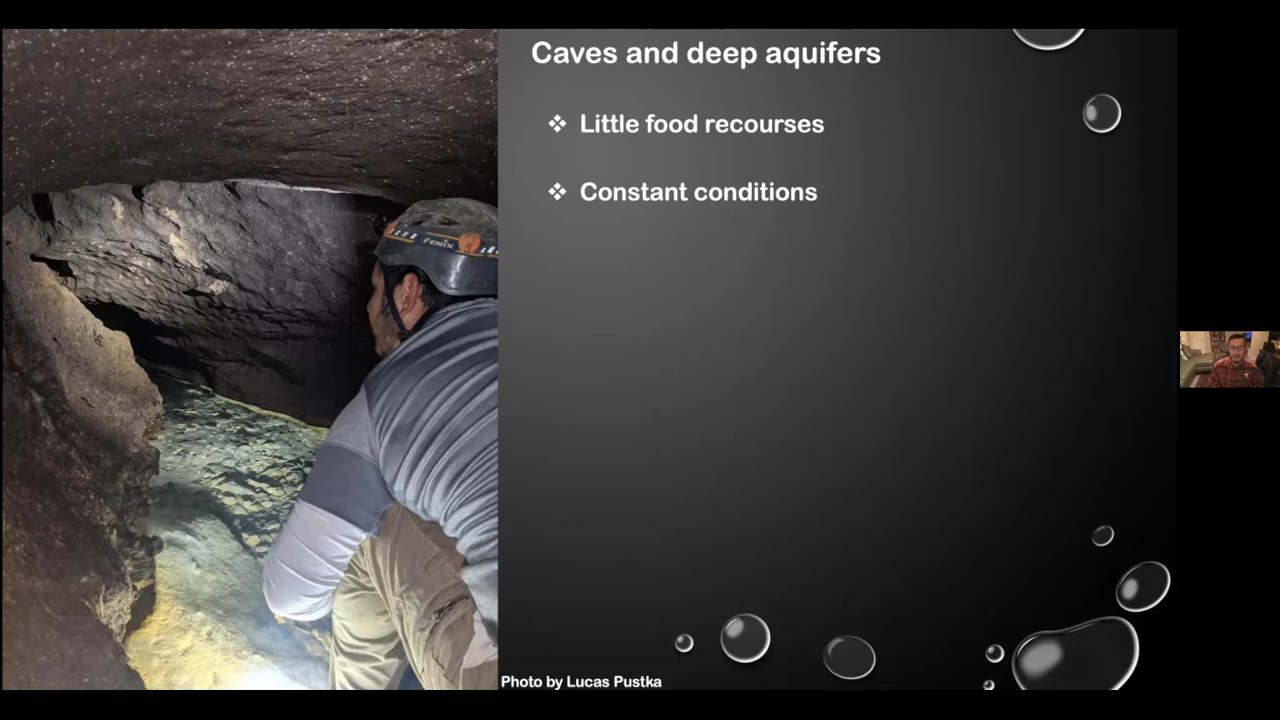 Caves and deep aquifers
❖ Little food recourses
❖ Constant conditions
FENIX
Photo by Lucas Pustka